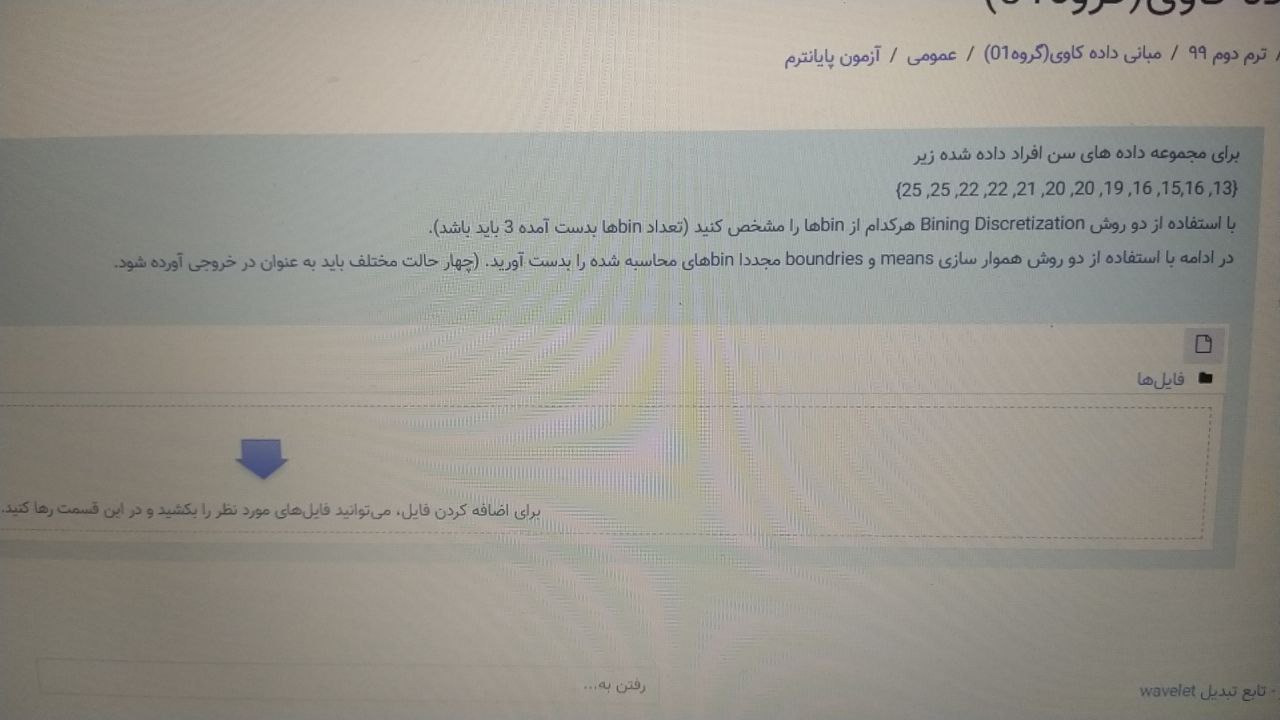 / ترم دوم ۹۹ / مبانی داده کاوی(گروه01) / عمومی / آزمون پایانترم
برای مجموعه داده های سن افراد داده شده زیر
{13, 15,16, 16, 19, 20, 20, 21, 22, 22, 25, 25}
با استفاده از دو روش Bining Discretization هرکدام از binها را مشخص کنید (تعداد binها بدست آمده 3 باید باشد).
در ادامه با استفاده از دو روش هموار سازی means و boundries مجددا binهای محاسبه شده را بدست آورید. (چهار حالت مختلف باید به عنوان در خروجی آورده شود.
فایل‌ها
برای اضافه کردن فایل، می‌توانید فایل‌های مورد نظر را بکشید و در این قسمت رها کنید.
رفتن به...
- تابع تبدیل wavelet